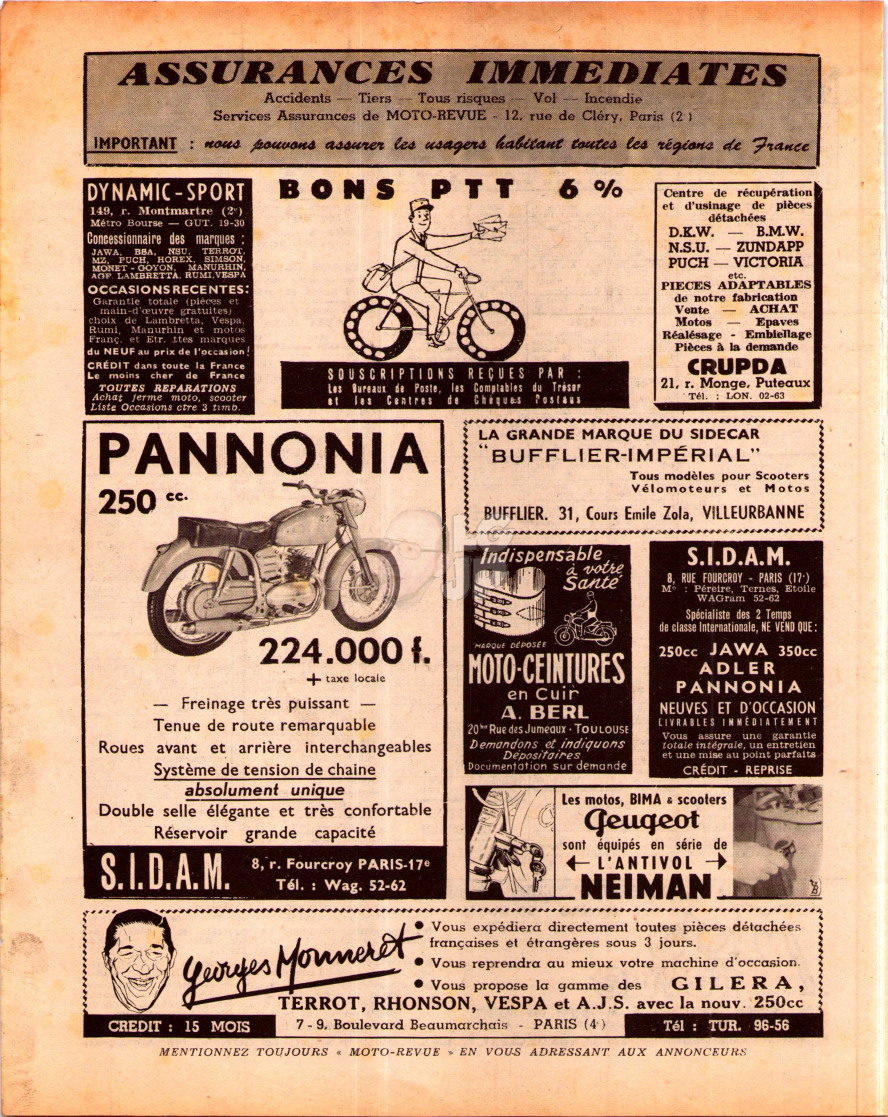 ASSURANCES IMMEDIATES
Accidents — Tiers — Tous risques — Vol — Incendie
Services Assurances de MOTO-REVUE - 12, rue de Cléry, Paris (2ᵉ)
IMPORTANT : nous pouvons assurer les usagers habitant toutes les régions de France
DYNAMIC-SPORT
149, r. Montmartre (2ᵉ)
Métro Bourse — GUT. 19-30
Concessionnaire des marques :
JAWA, BSA, NSU, TERROT,
MZ, PUCH, HOREX, SIMSON,
MONET-GOYON, MANURHIN,
AGF, LAMBRETTA, RUMI, VESPA
OCCASIONS RECENTES:
Garantie totale (pièces et
main-d'œuvre gratuites)
choix de Lambretta, Vespa,
Rumi, Manurhin et motos
Franç. et Etr. ttes marques
du NEUF au prix de l'occasion!
CRÉDIT dans toute la France
Le moins cher de France
TOUTES REPARATIONS
Achat ferme moto, scooter
Liste Occasions ctre 3 timb.
BONS PTT 6 %
SOUSCRIPTIONS REÇUES PAR :
Les Bureaux de Poste, les Comptables du Trésor
et les Centres de Chèques Postaux
Centre de récupération
et d'usinage de pièces
détachées
D.K.W. — B.M.W.
N.S.U. — ZUNDAPP
PUCH — VICTORIA
etc.
PIECES ADAPTABLES
de notre fabrication
Vente — ACHAT
Motos — Epaves
Réalésage - Embiellage
Pièces à la demande
CRUPDA
21, r. Monge, Puteaux
Tél. : LON. 02-63
PANNONIA
250 cc.
224.000 f.
+ taxe locale
— Freinage très puissant —
Tenue de route remarquable
Roues avant et arrière interchangeables
Système de tension de chaine
absolument unique
Double selle élégante et très confortable
Réservoir grande capacité
S.I.D.A.M. 8, r. Fourcroy PARIS-17ᵉ
Tél. : Wag. 52-62
LA GRANDE MARQUE DU SIDECAR
"BUFFLIER-IMPÉRIAL"
Tous modèles pour Scooters
Vélomoteurs et Motos
BUFFLIER. 31, Cours Emile Zola, VILLEURBANNE
Indispensable
à votre
Santé
MARQUE DÉPOSÉE
MOTO-CEINTURES
en Cuir
A. BERL
20ᵇⁱˢ Rue des Jumeaux · TOULOUSE
Demandons et indiquons
Dépositaires
Documentation sur demande
S.I.D.A.M.
8, RUE FOURCROY - PARIS (17ᵉ)
Mᵒ : Péreire, Ternes, Etoile
WAGram 52-62
Spécialiste des 2 Temps
de classe Internationale, NE VEND QUE :
250cc JAWA 350cc
ADLER
PANNONIA
NEUVES ET D'OCCASION
LIVRABLES IMMÉDIATEMENT
Vous assure une garantie
totale intégrale, un entretien
et une mise au point parfaits
CRÉDIT - REPRISE
Les motos, BIMA & scooters
Peugeot
sont équipés en série de
L'ANTIVOL
NEIMAN
Georges Monneret
• Vous expédiera directement toutes pièces détachées
françaises et étrangères sous 3 jours.
• Vous reprendra au mieux votre machine d'occasion.
• Vous propose la gamme des GILERA,
TERROT, RHONSON, VESPA et A.J.S. avec la nouv. 250cc
CREDIT : 15 MOIS 7-9, Boulevard Beaumarchais - PARIS (4ᵉ) Tél : TUR. 96-56
MENTIONNEZ TOUJOURS « MOTO-REVUE » EN VOUS ADRESSANT AUX ANNONCEURS